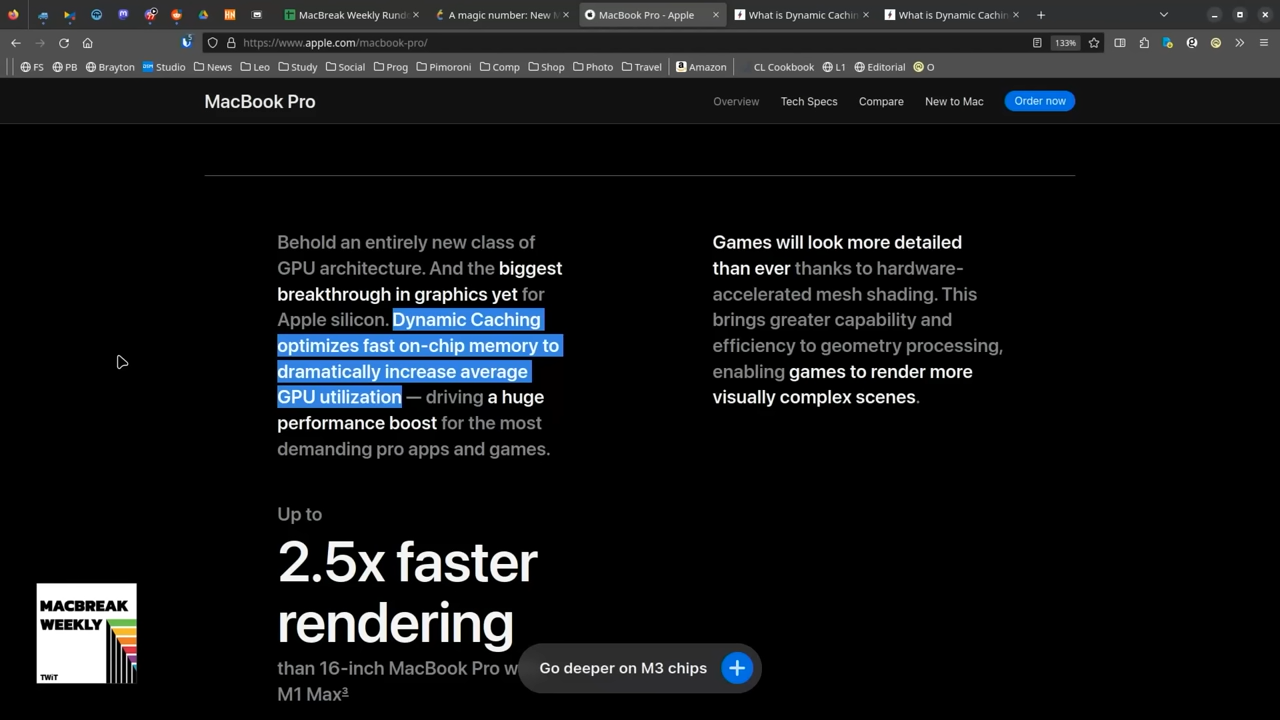 MacBreak Weekly Rund
A magic number: New M
MacBook Pro - Apple
What is Dynamic Cachin
What is Dynamic Cachin
https://www.apple.com/macbook-pro/
133%
FS
PB
Brayton
Studio
News
Leo
Study
Social
Prog
Pimoroni
Comp
Shop
Photo
Travel
Amazon
CL Cookbook
L1
Editorial
O
MacBook Pro
Overview
Tech Specs
Compare
New to Mac
Order now
Behold an entirely new class of
GPU architecture. And the biggest
breakthrough in graphics yet for
Apple silicon. Dynamic Caching
optimizes fast on-chip memory to
dramatically increase average
GPU utilization — driving a huge
performance boost for the most
demanding pro apps and games.
Games will look more detailed
than ever thanks to hardware-
accelerated mesh shading. This
brings greater capability and
efficiency to geometry processing,
enabling games to render more
visually complex scenes.
Up to
2.5x faster
rendering
than 16-inch MacBook Pro w
M1 Max³
Go deeper on M3 chips
MACBREAK
WEEKLY
TWiT